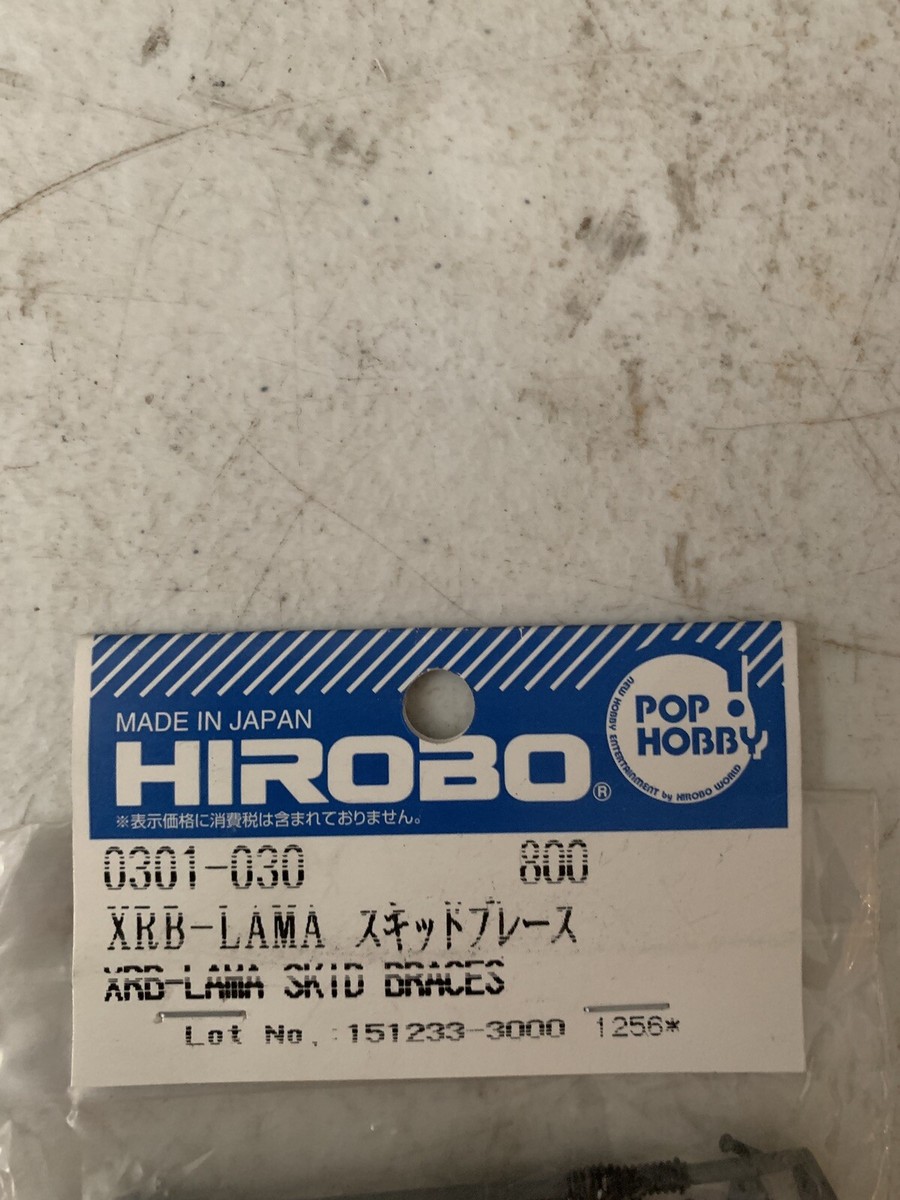 MADE IN JAPAN
HIROBO®
※表示価格に消費税は含まれておりません。
POP HOBBY!
NEW HOBBY ENTERTAINMENT by HIROBO WORLD
0301-030 800
XRB-LAMA スキッドブレース
XRB-LAMA SKID BRACES
Lot No. :151233-3000 1256*